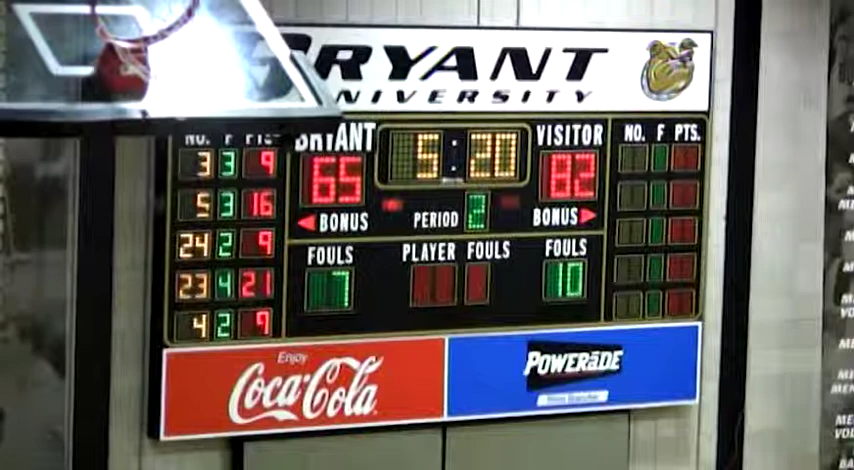 BRYANT
UNIVERSITY
NO. F PTS.
BRYANT
5:20
VISITOR
NO. F PTS.
3 3 9
65
82
5 3 16
BONUS
PERIOD 2
BONUS
24 2 9
FOULS
PLAYER FOULS
FOULS
23 4 21
7
10
4 2 9
Enjoy
Coca-Cola
POWERāDE